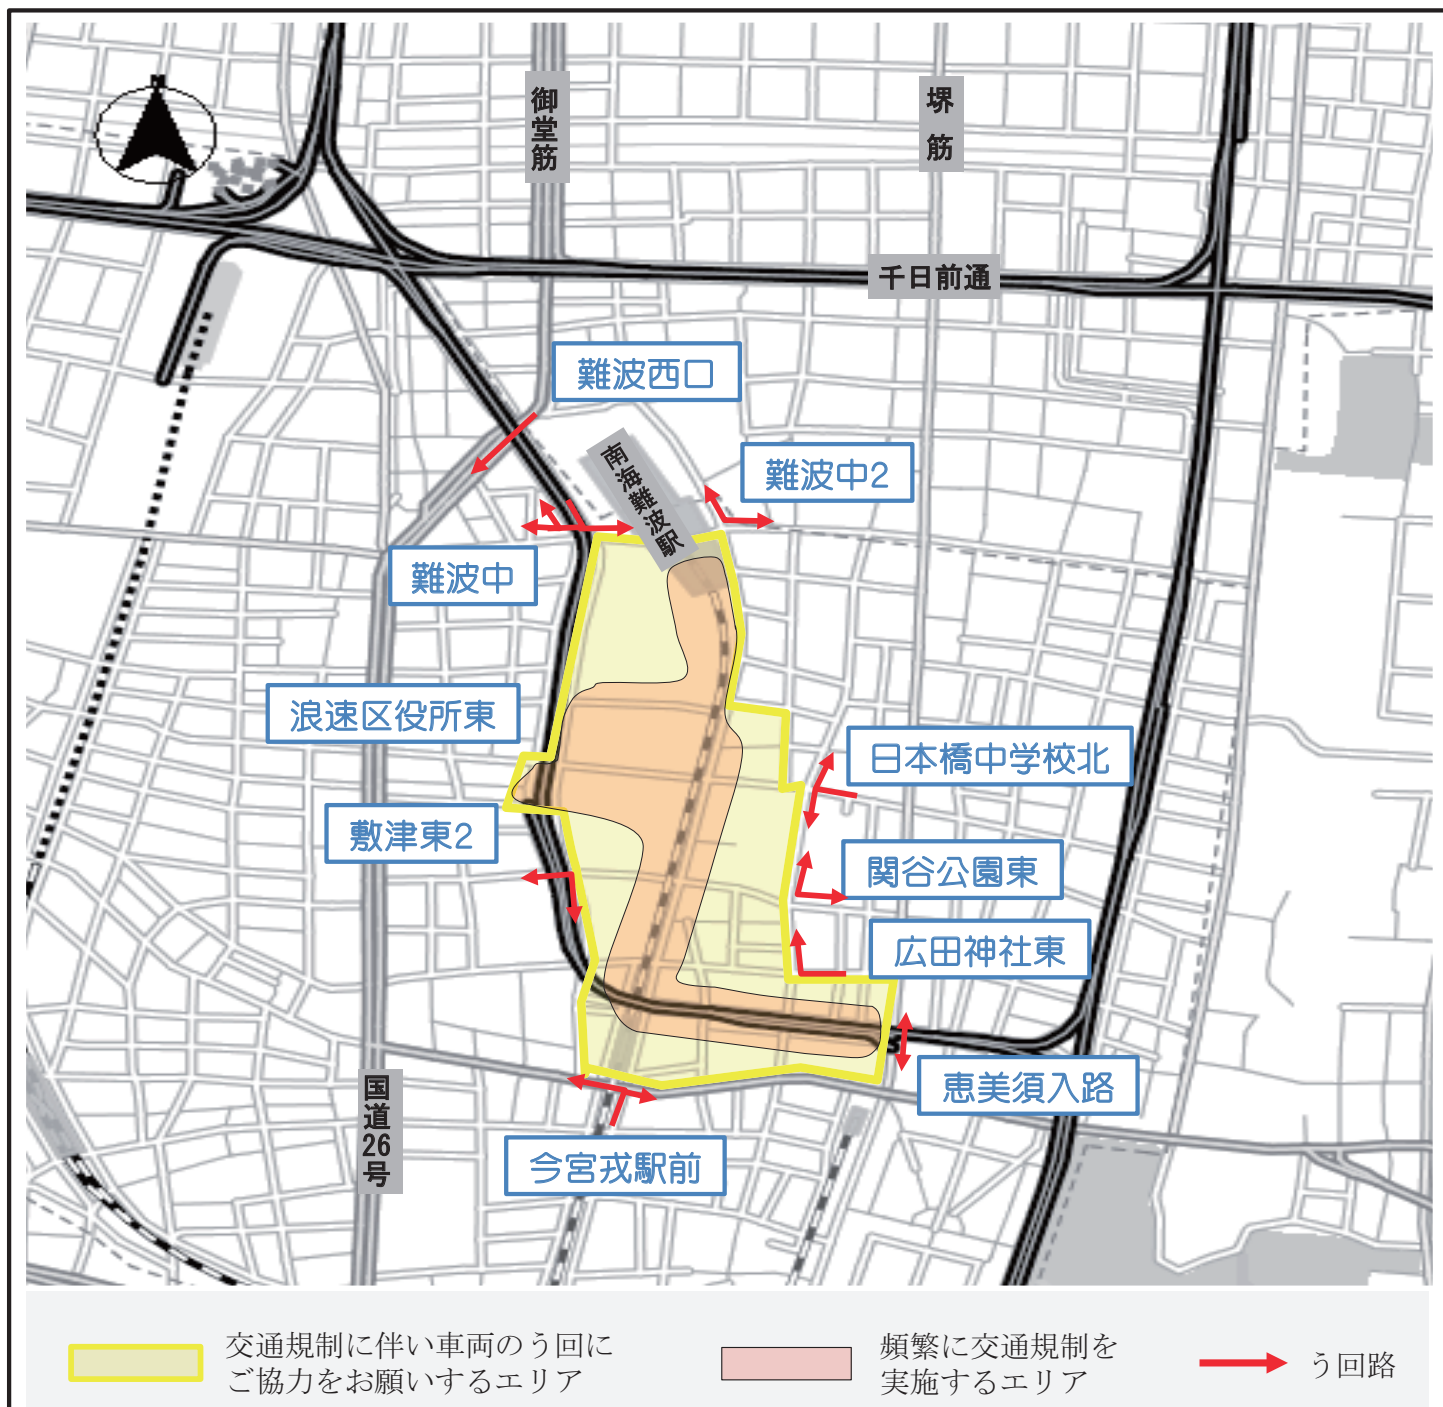 N
御堂筋
堺筋
千日前通
難波西口
南海難波駅
難波中2
難波中
浪速区役所東
日本橋中学校北
敷津東2
関谷公園東
広田神社東
恵美須入路
国道26号
今宮戎駅前
交通規制に伴い車両のう回に
ご協力をお願いするエリア
頻繁に交通規制を
実施するエリア
う回路